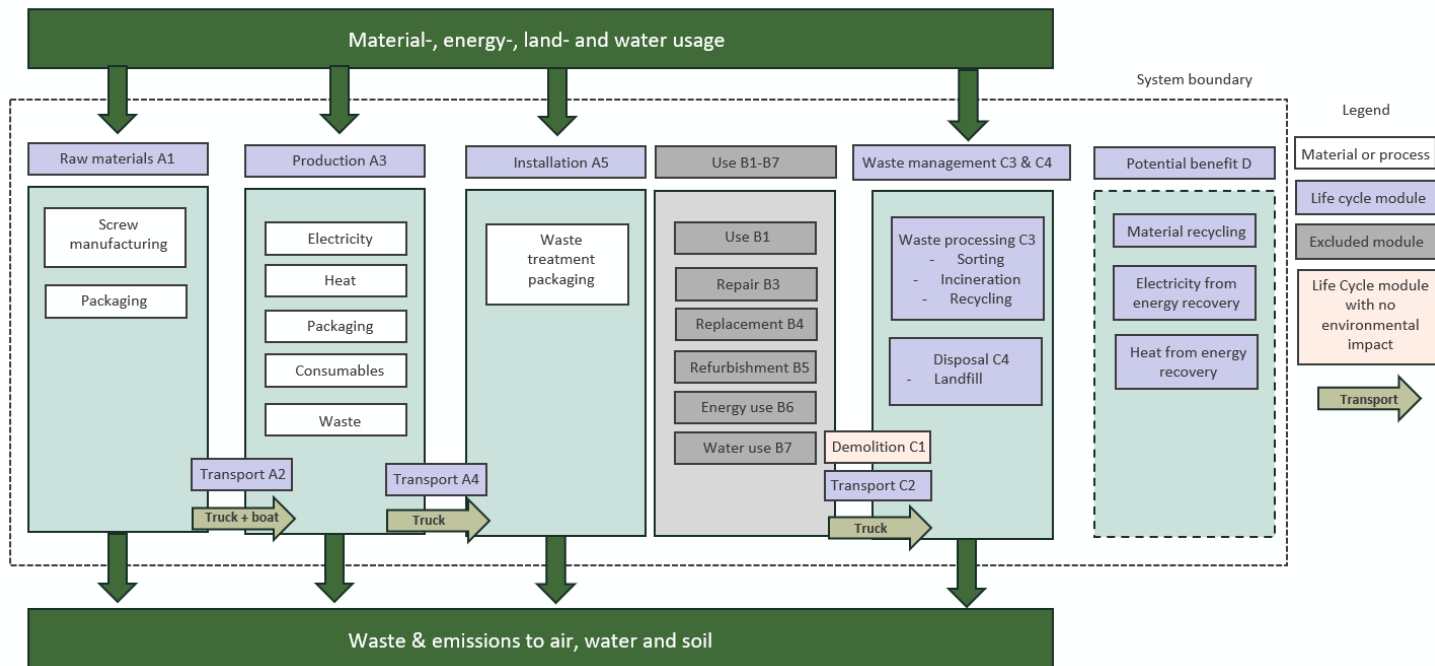 Material-, energy-, land- and water usage
System boundary
Raw materials A1
Screw
manufacturing
Packaging
Transport A2
Truck + boat
Production A3
Electricity
Heat
Packaging
Consumables
Waste
Transport A4
Truck
Installation A5
Waste
treatment
packaging
Use B1-B7
Use B1
Repair B3
Replacement B4
Refurbishment B5
Energy use B6
Water use B7
Demolition C1
Transport C2
Truck
Waste management C3 & C4
Waste processing C3
- Sorting
- Incineration
- Recycling
Disposal C4
- Landfill
Potential benefit D
Material recycling
Electricity from
energy recovery
Heat from energy
recovery
Legend
Material or process
Life cycle module
Excluded module
Life Cycle module
with no
environmental
impact
Transport
Waste & emissions to air, water and soil